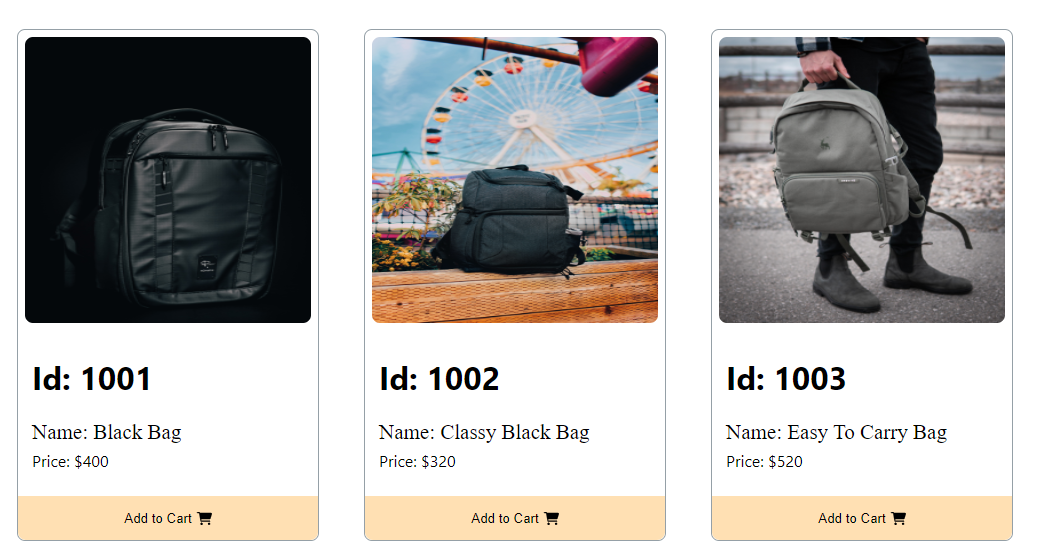 Id: 1001
Name: Black Bag
Price: $400
Add to Cart
Id: 1002
Name: Classy Black Bag
Price: $320
Add to Cart
Id: 1003
Name: Easy To Carry Bag
Price: $520
Add to Cart